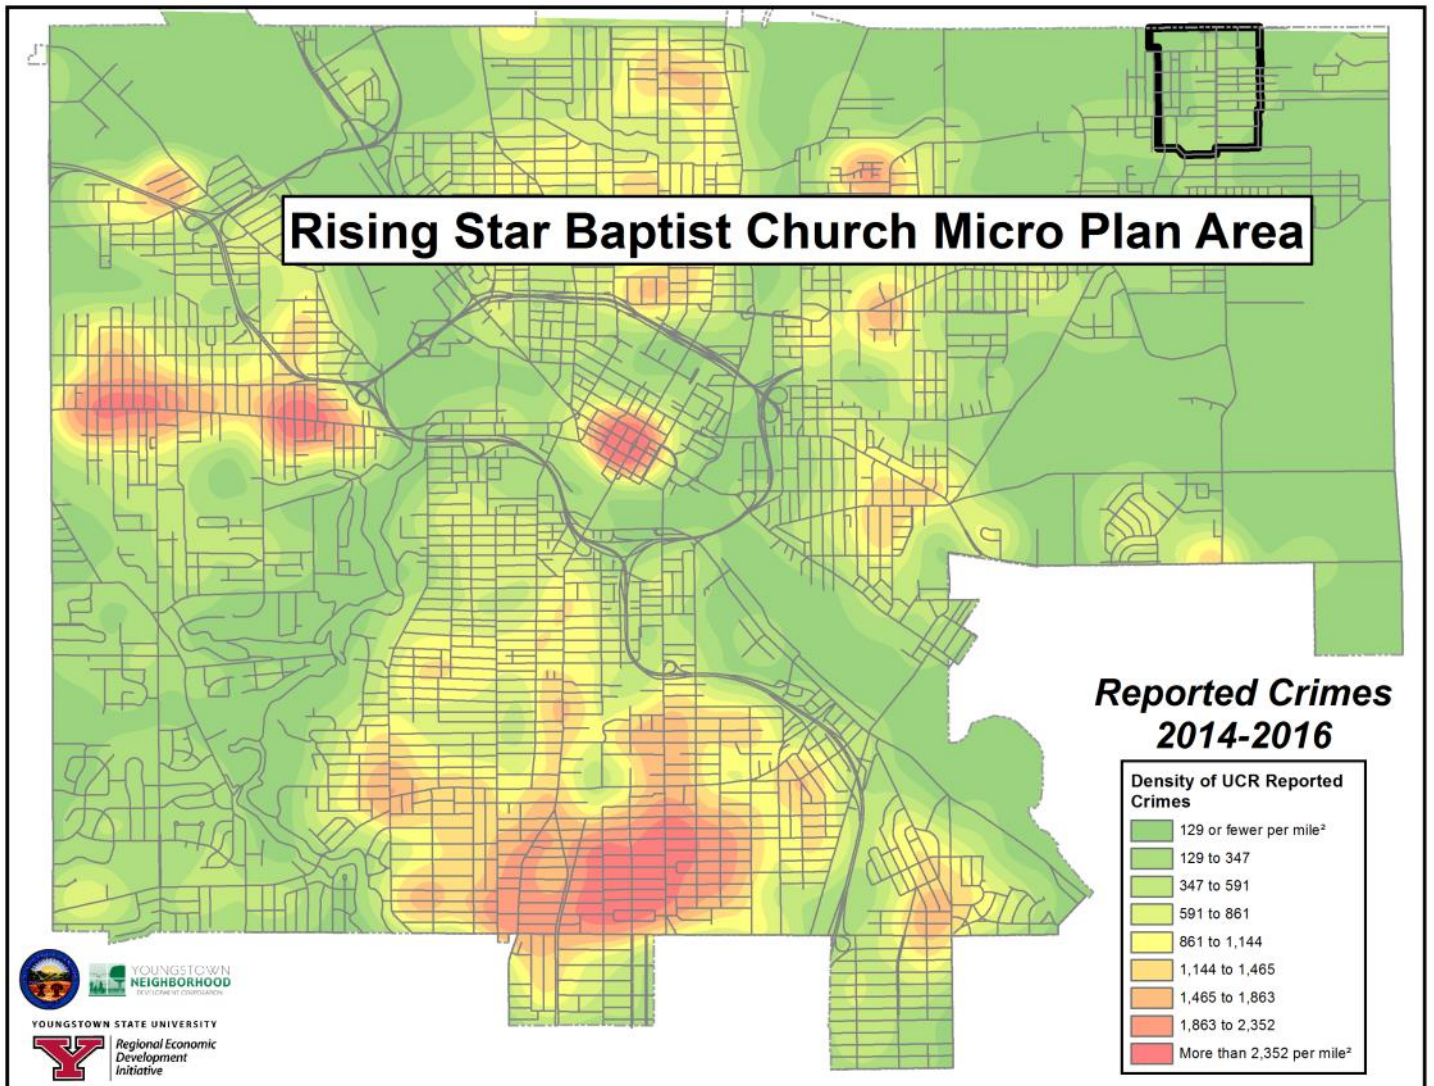 Rising Star Baptist Church Micro Plan Area
Reported Crimes
2014-2016
Density of UCR Reported
Crimes
129 or fewer per mile²
129 to 347
347 to 591
591 to 861
861 to 1,144
1,144 to 1,465
1,465 to 1,863
1,863 to 2,352
More than 2,352 per mile²
YOUNGSTOWN
NEIGHBORHOOD
DEVELOPMENT CORPORATION
YOUNGSTOWN STATE UNIVERSITY
Y
Regional Economic
Development
Initiative